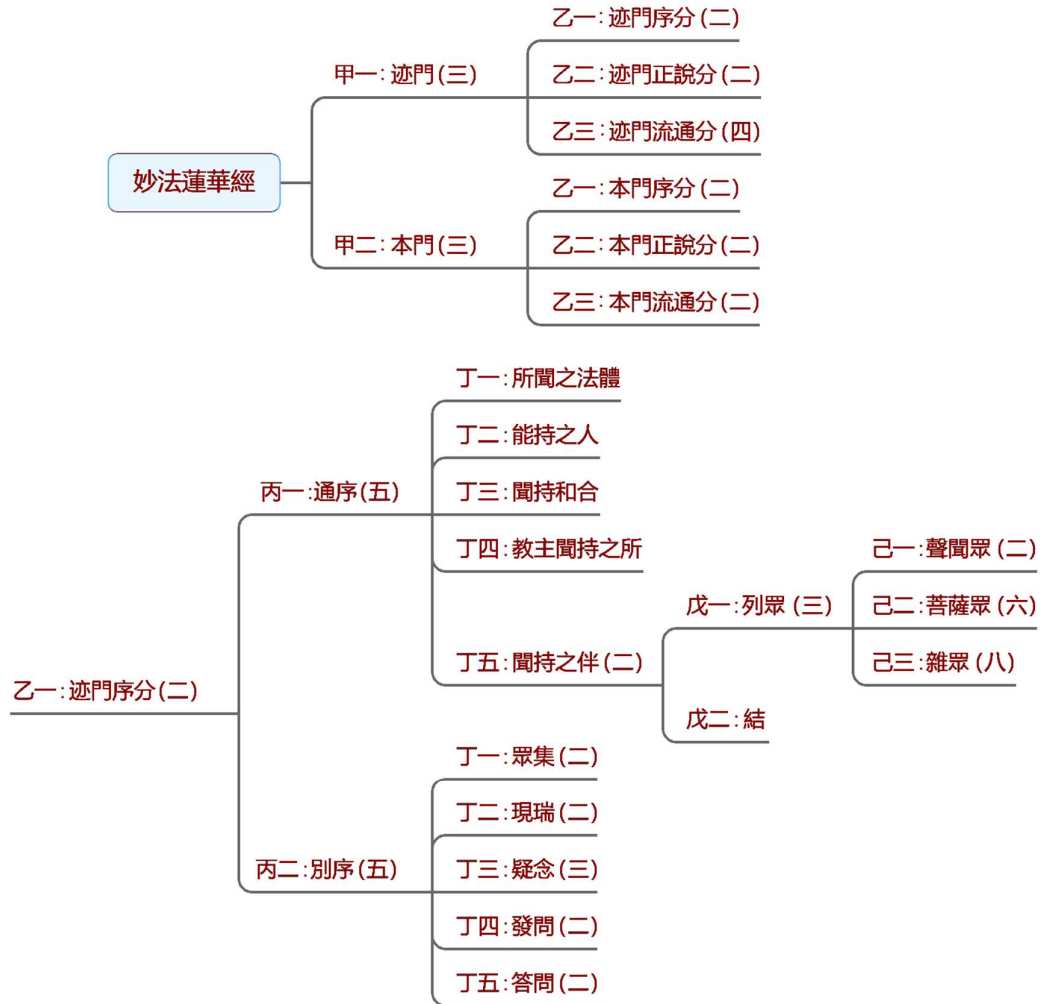 妙法蓮華經
甲一:迹門(三)
乙一:迹門序分(二)
乙二:迹門正說分(二)
乙三:迹門流通分(四)
甲二:本門(三)
乙一:本門序分(二)
乙二:本門正說分(二)
乙三:本門流通分(二)
乙一:迹門序分(二)
丙一:通序(五)
丁一:所聞之法體
丁二:能持之人
丁三:聞持和合
丁四:教主聞持之所
丁五:聞持之伴(二)
戊一:列眾(三)
己一:聲聞眾(二)
己二:菩薩眾(六)
己三:雜眾(八)
戊二:結
丙二:別序(五)
丁一:眾集(二)
丁二:現瑞(二)
丁三:疑念(三)
丁四:發問(二)
丁五:答問(二)